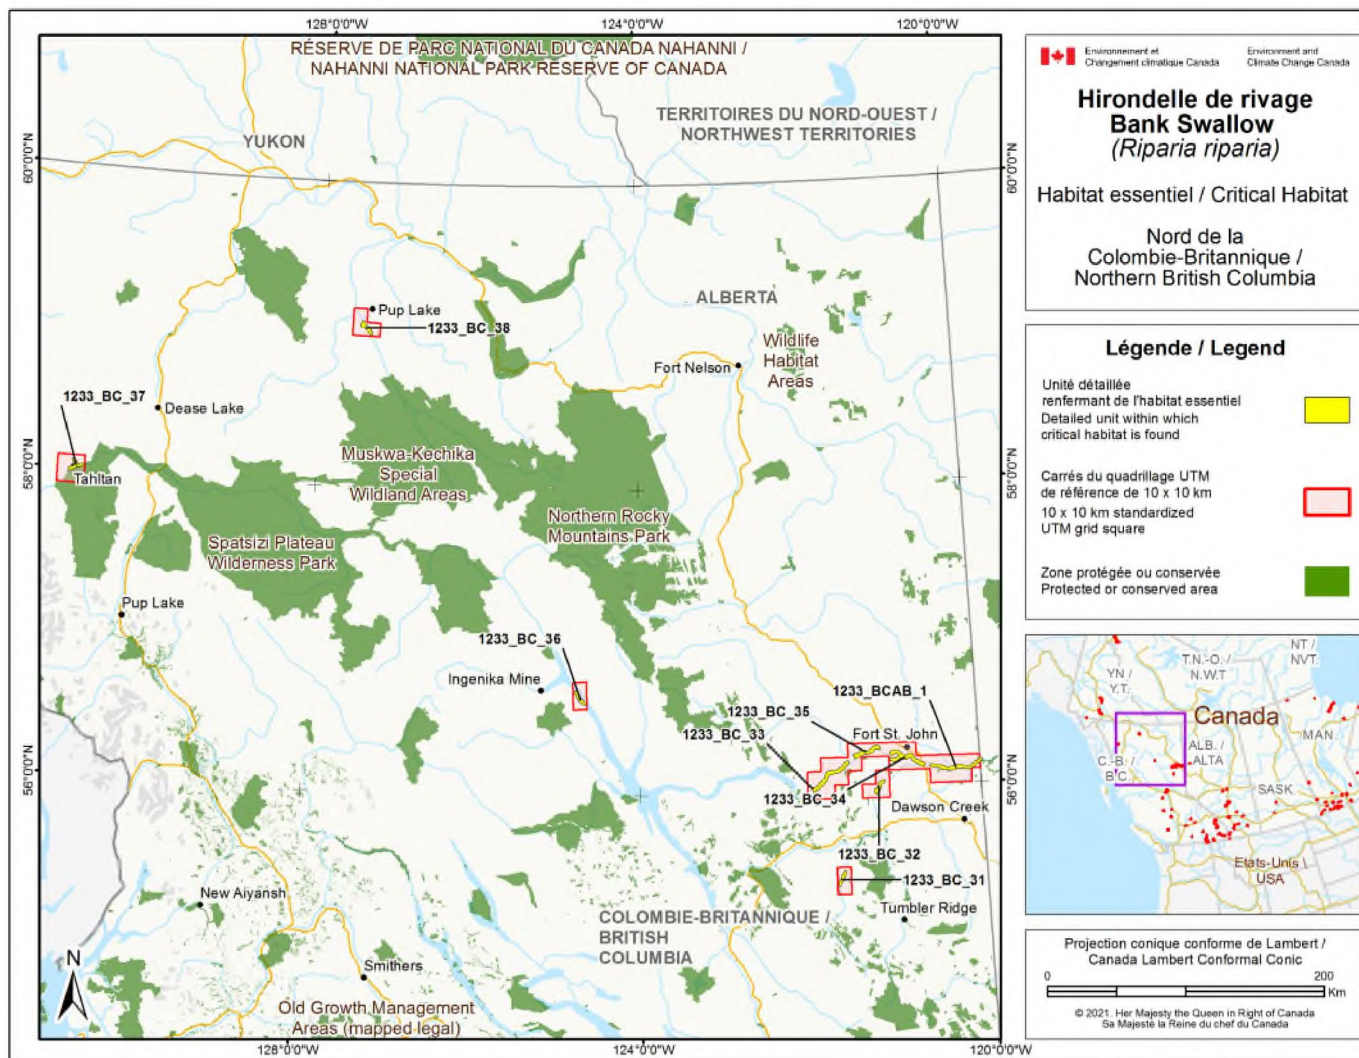 128°0'0"W
124°0'0"W
120°0'0"W
RÉSERVE DE PARC NATIONAL DU CANADA NAHANNI /
NAHANNI NATIONAL PARK RESERVE OF CANADA
TERRITOIRES DU NORD-OUEST /
NORTHWEST TERRITORIES
YUKON
60°0'0"N
60°0'0"N
ALBERTA
Pup Lake
1233_BC_38
Wildlife
Habitat
Areas
Fort Nelson
1233_BC_37
Dease Lake
58°0'0"N
58°0'0"N
Tahltan
Muskwa-Kechika
Special
Wildland Areas
Northern Rocky
Mountains Park
Spatsizi Plateau
Wilderness Park
Pup Lake
1233_BC_36
Ingenika Mine
1233_BCAB_1
1233_BC_35
1233_BC_33
Fort St. John
56°0'0"N
56°0'0"N
1233_BC_34
Dawson Creek
1233_BC_32
1233_BC_31
New Aiyansh
Tumbler Ridge
COLOMBIE-BRITANNIQUE /
BRITISH
COLUMBIA
N
Smithers
Old Growth Management
Areas (mapped legal)
128°0'0"W
124°0'0"W
120°0'0"W
Environnement et
Changement climatique Canada
Environment and
Climate Change Canada
Hirondelle de rivage
Bank Swallow
(Riparia riparia)
Habitat essentiel / Critical Habitat
Nord de la
Colombie-Britannique /
Northern British Columbia
Légende / Legend
Unité détaillée
renfermant de l'habitat essentiel
Detailed unit within which
critical habitat is found
Carrés du quadrillage UTM
de référence de 10 x 10 km
10 x 10 km standardized
UTM grid square
Zone protégée ou conservée
Protected or conserved area
YN /
Y.T.
T.N.-O. /
N.W.T
NT /
NVT.
Canada
C.-B. /
B.C.
ALB. /
ALTA
MAN.
SASK.
Etats-Unis \
USA
Projection conique conforme de Lambert /
Canada Lambert Conformal Conic
0
200
Km
© 2021. Her Majesty the Queen in Right of Canada
Sa Majesté la Reine du chef du Canada